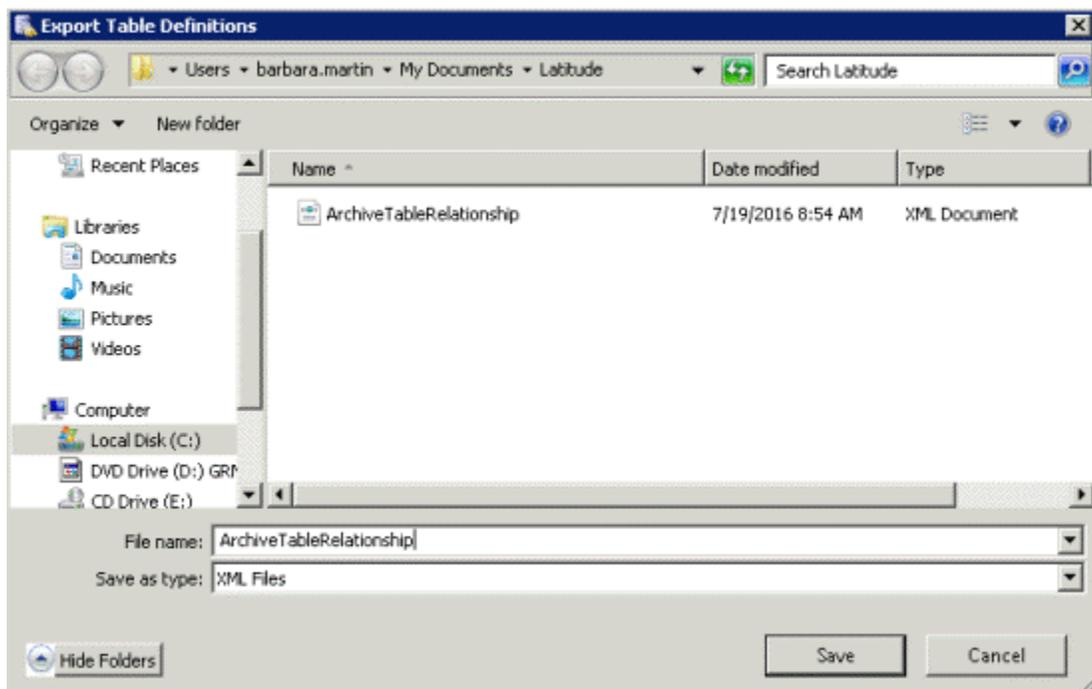 Export Table Definitions
Users barbara.martin My Documents Latitude
Search Latitude
Organize
New folder
Name
Date modified
Type
Recent Places
Libraries
Documents
Music
Pictures
Videos
Computer
Local Disk (C:)
DVD Drive (D:) GRM
CD Drive (E:)
ArchiveTableRelationship
7/19/2016 8:54 AM
XML Document
File name: ArchiveTableRelationship
Save as type: XML Files
Hide Folders
Save
Cancel